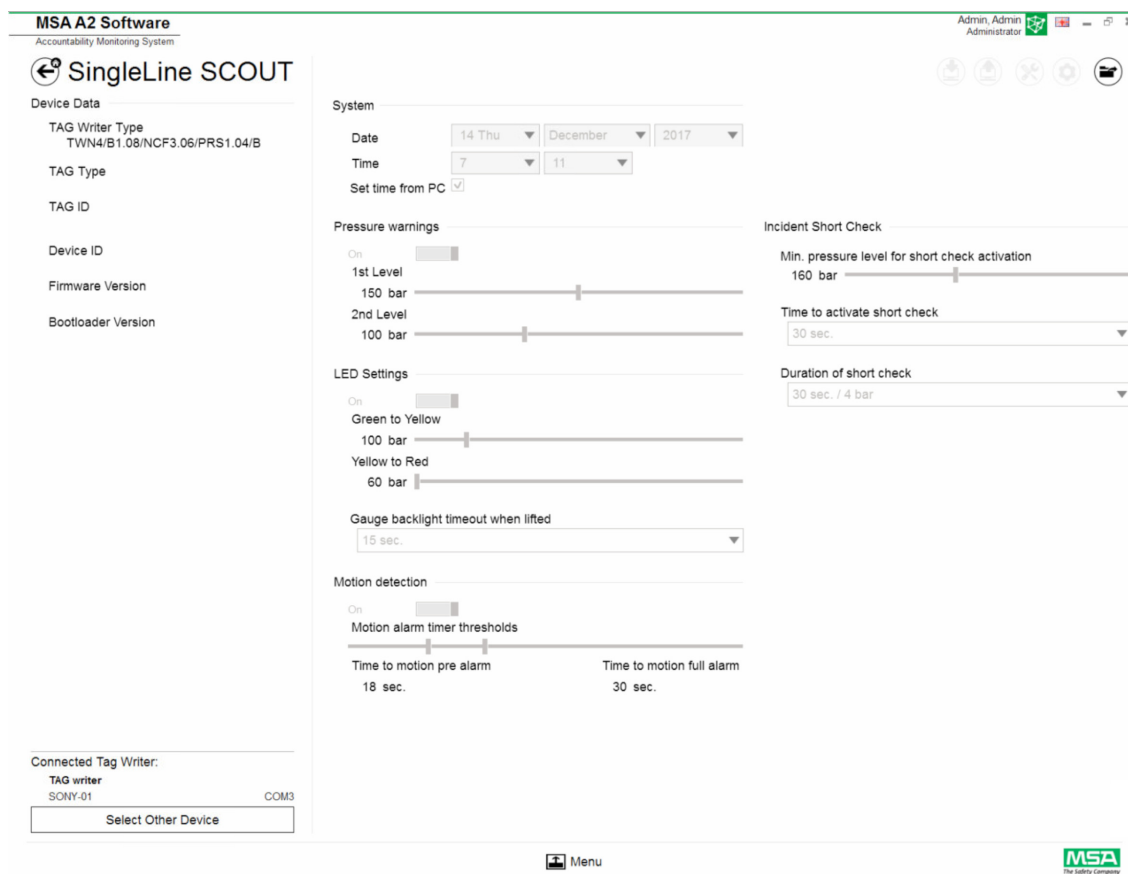 MSA A2 Software
Accountability Monitoring System
Admin, Admin
Administrator
SingleLine SCOUT
Device Data
TAG Writer Type
TWN4/B1.08/NCF3.06/PRS1.04/B
TAG Type
TAG ID
Device ID
Firmware Version
Bootloader Version
System
Date 14 Thu December 2017
Time 7 11
Set time from PC
Pressure warnings
On
1st Level
150 bar
2nd Level
100 bar
LED Settings
On
Green to Yellow
100 bar
Yellow to Red
60 bar
Gauge backlight timeout when lifted
15 sec.
Motion detection
On
Motion alarm timer thresholds
Time to motion pre alarm Time to motion full alarm
18 sec. 30 sec.
Incident Short Check
Min. pressure level for short check activation
160 bar
Time to activate short check
30 sec.
Duration of short check
30 sec. / 4 bar
Connected Tag Writer:
TAG writer
SONY-01 COM3
Select Other Device
Menu
MSA
The Safety Company